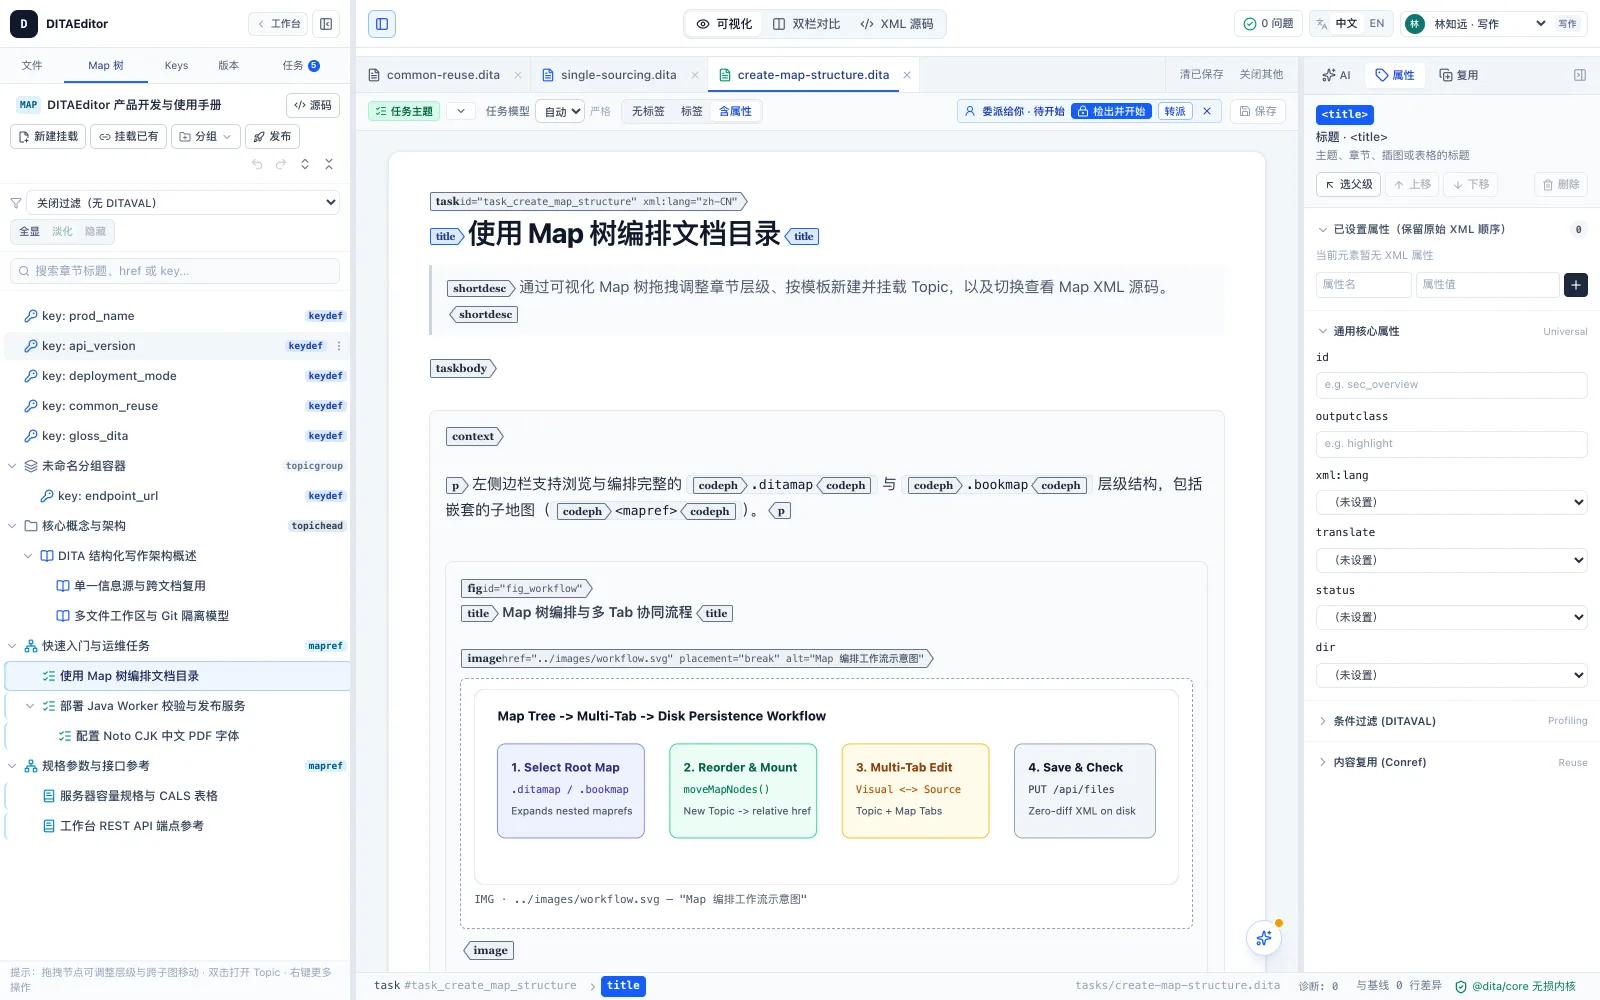 D DITAEditor
工作台
可视化
双栏对比
</> XML 源码
0 问题
中文 EN
林 林知远 · 写作
写作
文件
Map 树
Keys
版本
任务 5
MAP DITAEditor 产品开发与使用手册
</> 源码
新建挂载
挂载已有
分组
发布
关闭过滤（无 DITAVAL）
全显 淡化 隐藏
搜索章节标题、href 或 key...
key: prod_name keydef
key: api_version keydef
key: deployment_mode keydef
key: common_reuse keydef
key: gloss_dita keydef
未命名分组容器 topicgroup
key: endpoint_url keydef
核心概念与架构 topichead
DITA 结构化写作架构概述
单一信息源与跨文档复用
多文件工作区与 Git 隔离模型
快速入门与运维任务 mapref
使用 Map 树编排文档目录
部署 Java Worker 校验与发布服务
配置 Noto CJK 中文 PDF 字体
规格参数与接口参考 mapref
服务器容量规格与 CALS 表格
工作台 REST API 端点参考
提示：拖拽节点可调整层级与跨子图移动 · 双击打开 Topic · 右键更多
操作
common-reuse.dita ×
single-sourcing.dita ×
create-map-structure.dita ×
清已保存 关闭其他
任务主题
任务模型 自动 严格
无标签 标签 含属性
委派给你 · 待开始 检出并开始 转派 ×
保存
task id="task_create_map_structure" xml:lang="zh-CN"
title 使用 Map 树编排文档目录 title
shortdesc 通过可视化 Map 树拖拽调整章节层级、按模板新建并挂载 Topic，以及切换查看 Map XML 源码。
shortdesc
taskbody
context
p 左侧边栏支持浏览与编排完整的 codeph .ditamap codeph 与 codeph .bookmap codeph 层级结构，包括
嵌套的子地图（ codeph <mapref> codeph ）。 p
fig id="fig_workflow"
title Map 树编排与多 Tab 协同流程 title
image href="../images/workflow.svg" placement="break" alt="Map 编排工作流示意图"
Map Tree -> Multi-Tab -> Disk Persistence Workflow
1. Select Root Map
.ditamap / .bookmap
Expands nested maprefs
2. Reorder & Mount
moveMapNodes()
New Topic -> relative href
3. Multi-Tab Edit
Visual <-> Source
Topic + Map Tabs
4. Save & Check
PUT /api/files
Zero-diff XML on disk
IMG · ../images/workflow.svg — "Map 编排工作流示意图"
image
task #task_create_map_structure > title
tasks/create-map-structure.dita
诊断: 0
与基线 0 行差异
@dita/core 无损内核
AI
属性
复用
<title>
标题 · <title>
主题、章节、插图或表格的标题
选父级
上移
下移
删除
已设置属性（保留原始 XML 顺序） 0
当前元素暂无 XML 属性
属性名 属性值 +
通用核心属性 Universal
id
e.g. sec_overview
outputclass
e.g. highlight
xml:lang
（未设置）
translate
（未设置）
status
（未设置）
dir
（未设置）
条件过滤 (DITAVAL) Profiling
内容复用 (Conref) Reuse